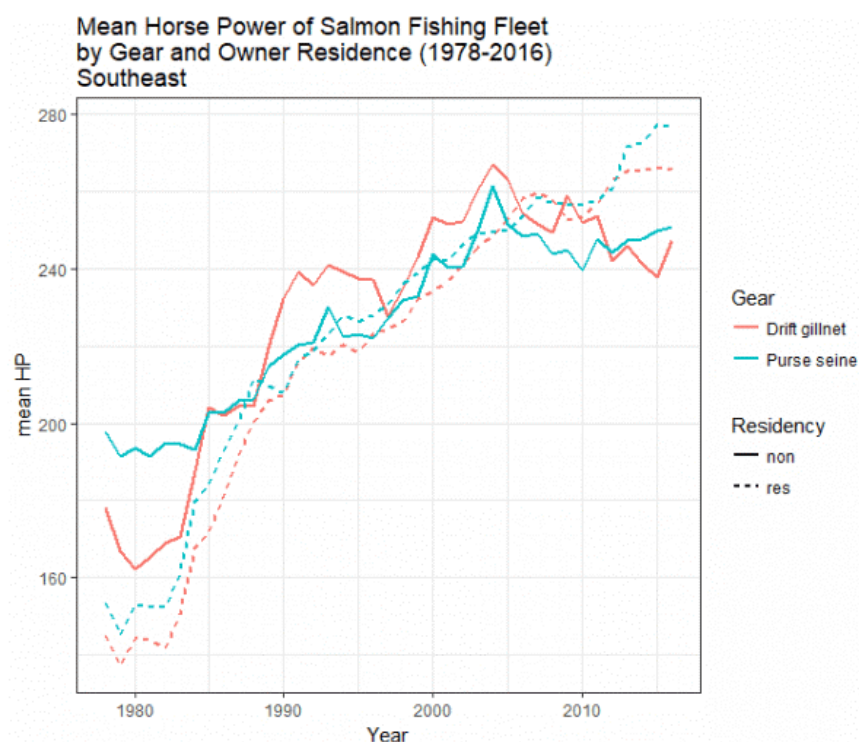 Mean Horse Power of Salmon Fishing Fleet
by Gear and Owner Residence (1978-2016)
Southeast
280
240
200
160
mean HP
1980
1990
2000
2010
Year
Gear
Drift gillnet
Purse seine
Residency
non
res